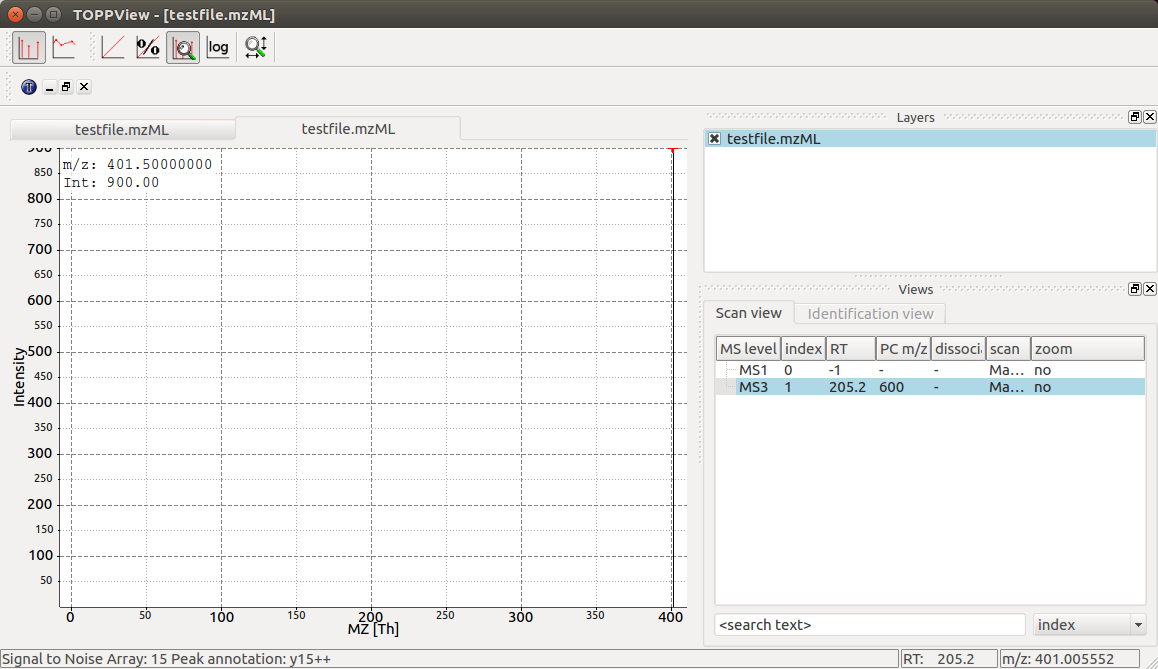 TOPPView - [testfile.mzML]
% log
testfile.mzML testfile.mzML
m/z: 401.50000000
Int: 900.00
900
850
800
750
700
650
600
550
500
450
400
350
300
250
200
150
100
50
Intensity
0 50 100 150 200 250 300 350 400
MZ [Th]
Layers
testfile.mzML
Views
Scan view Identification view
MS level index RT PC m/z dissoci scan zoom
MS1 0 -1 - - Ma... no
MS3 1 205.2 600 - Ma... no
<search text> index
Signal to Noise Array: 15 Peak annotation: y15++ RT: 205.2 m/z: 401.005552